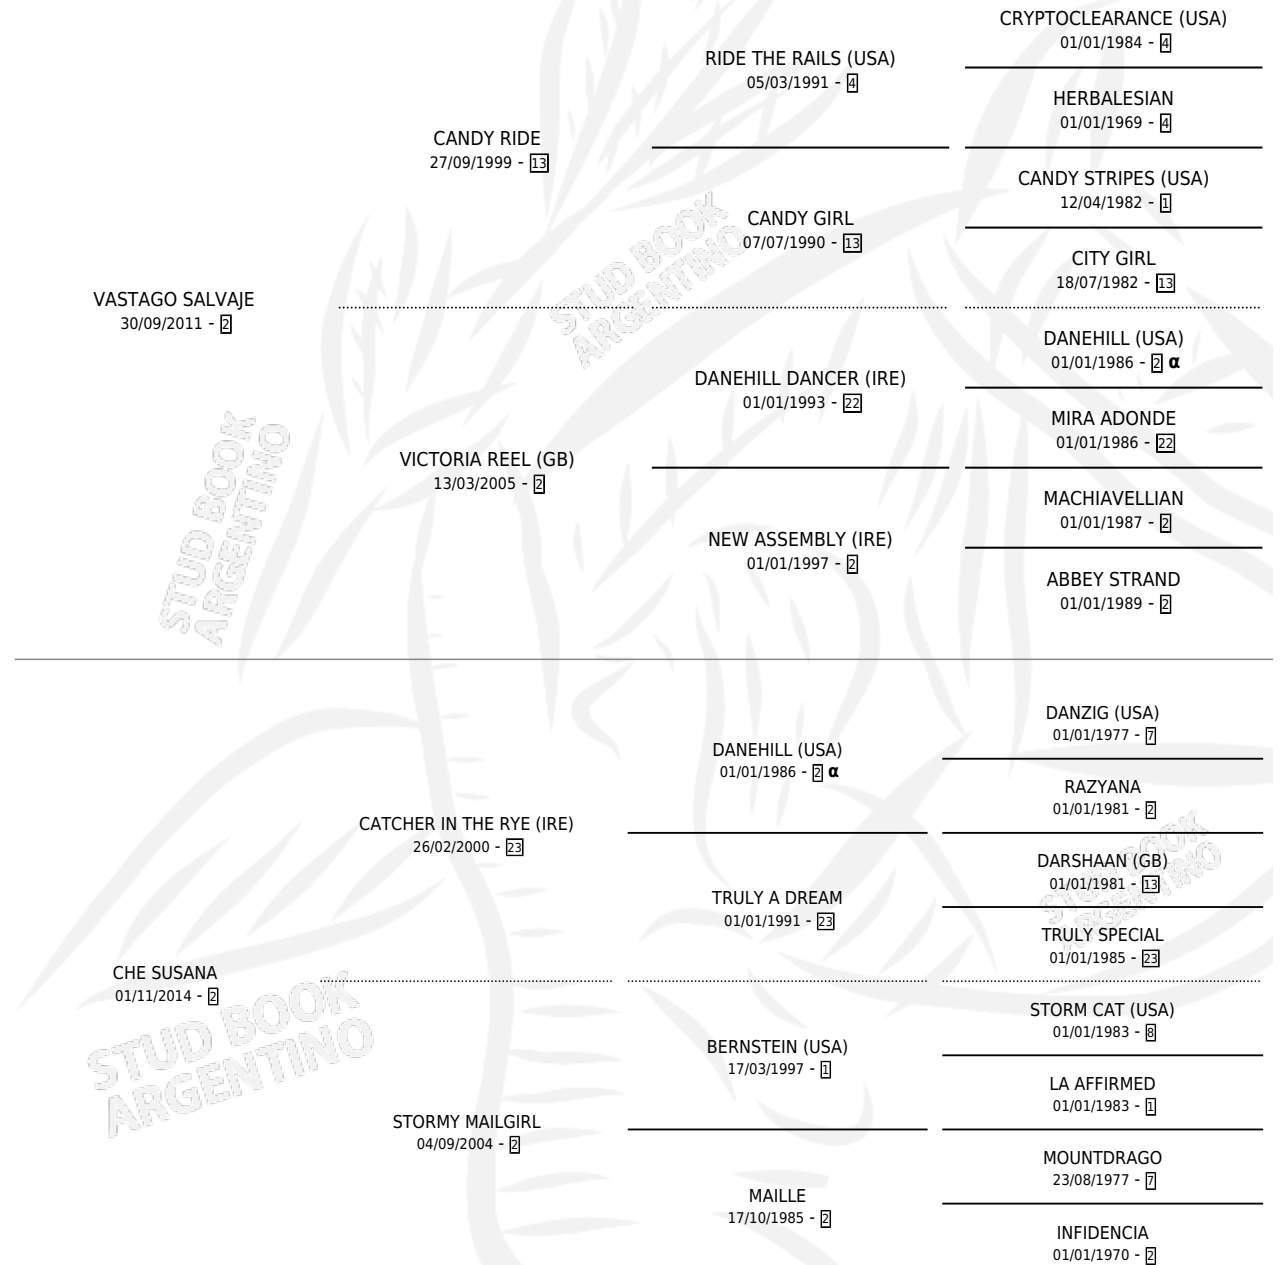 CRYPTOCLEARANCE (USA)
01/01/1984 - 4
RIDE THE RAILS (USA)
05/03/1991 - 4
HERBALESIAN
01/01/1969 - 4
CANDY RIDE
27/09/1999 - 13
CANDY STRIPES (USA)
12/04/1982 - 1
CANDY GIRL
07/07/1990 - 13
CITY GIRL
18/07/1982 - 13
VASTAGO SALVAJE
30/09/2011 - 2
STUD BOOK
ARGENTINO
DANEHILL (USA)
01/01/1986 - 2 α
DANEHILL DANCER (IRE)
01/01/1993 - 22
MIRA ADONDE
01/01/1986 - 22
VICTORIA REEL (GB)
13/03/2005 - 2
MACHIAVELLIAN
01/01/1987 - 2
NEW ASSEMBLY (IRE)
01/01/1997 - 2
ABBEY STRAND
01/01/1989 - 2
STUD BOOK
ARGENTINO
DANZIG (USA)
01/01/1977 - 7
DANEHILL (USA)
01/01/1986 - 2 α
RAZYANA
01/01/1981 - 2
CATCHER IN THE RYE (IRE)
26/02/2000 - 23
DARSHAAN (GB)
01/01/1981 - 13
TRULY A DREAM
01/01/1991 - 23
TRULY SPECIAL
01/01/1985 - 23
STUD BOOK
ARGENTINO
CHE SUSANA
01/11/2014 - 2
STORM CAT (USA)
01/01/1983 - 8
BERNSTEIN (USA)
17/03/1997 - 1
LA AFFIRMED
01/01/1983 - 1
STORMY MAILGIRL
04/09/2004 - 2
MOUNTDRAGO
23/08/1977 - 7
MAILLE
17/10/1985 - 2
INFIDENCIA
01/01/1970 - 2
STUD BOOK
ARGENTINO